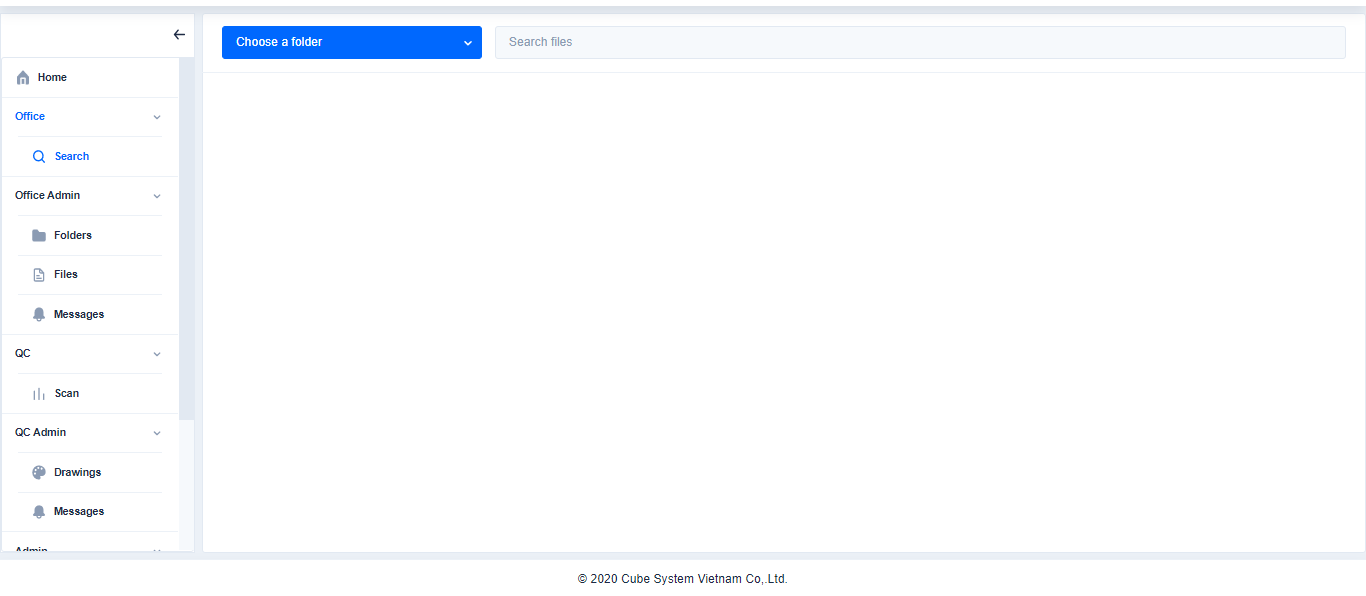 Choose a folder
Search files
Home
Office
Search
Office Admin
Folders
Files
Messages
QC
Scan
QC Admin
Drawings
Messages
Admin
© 2020 Cube System Vietnam Co,.Ltd.